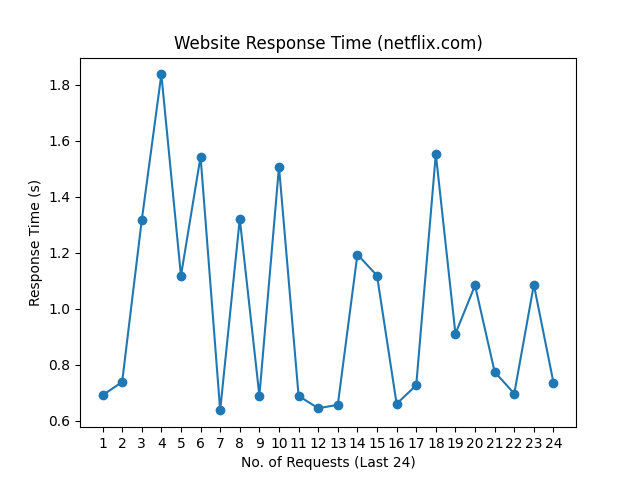 Website Response Time (netflix.com)
Response Time (s)
1.8
1.6
1.4
1.2
1.0
0.8
0.6
1 2 3 4 5 6 7 8 9 10 11 12 13 14 15 16 17 18 19 20 21 22 23 24
No. of Requests (Last 24)